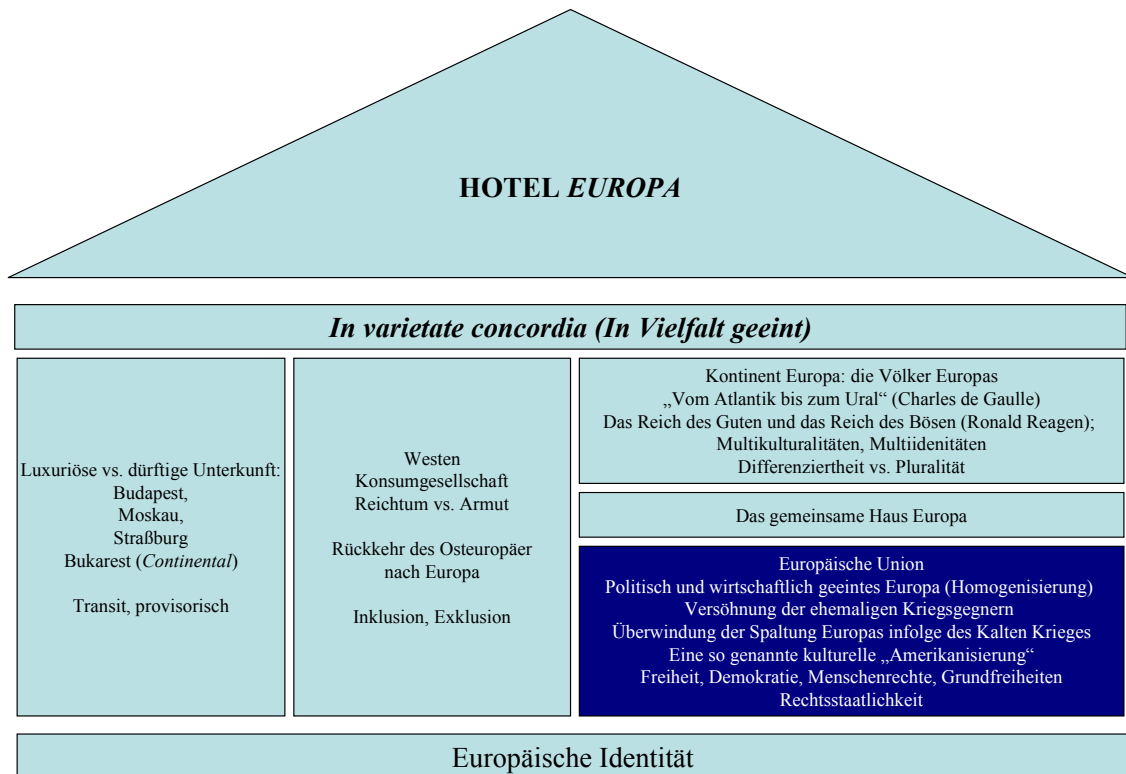 HOTEL EUROPA
In varietate concordia (In Vielfalt geeint)
Luxuriöse vs. dürftige Unterkunft:
Budapest,
Moskau,
Straßburg
Bukarest (Continental)
Transit, provisorisch
Westen
Konsumgesellschaft
Reichtum vs. Armut
Rückkehr des Osteuropäer
nach Europa
Inklusion, Exklusion
Kontinent Europa: die Völker Europas
„Vom Atlantik bis zum Ural“ (Charles de Gaulle)
Das Reich des Guten und das Reich des Bösen (Ronald Reagen);
Multikulturalitäten, Multiidenitäten
Differenziertheit vs. Pluralität
Das gemeinsame Haus Europa
Europäische Union
Politisch und wirtschaftlich geeintes Europa (Homogenisierung)
Versöhnung der ehemaligen Kriegsgegnern
Überwindung der Spaltung Europas infolge des Kalten Krieges
Eine so genannte kulturelle „Amerikanisierung“
Freiheit, Demokratie, Menschenrechte, Grundfreiheiten
Rechtsstaatlichkeit
Europäische Identität